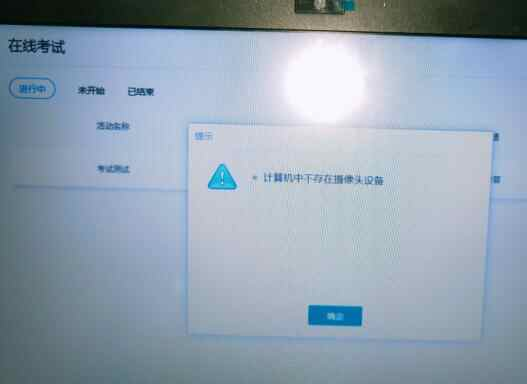 在线考试
进行中 未开始 已结束
活动名称
提示
考试测试
计算机中不存在摄像头设备
确定